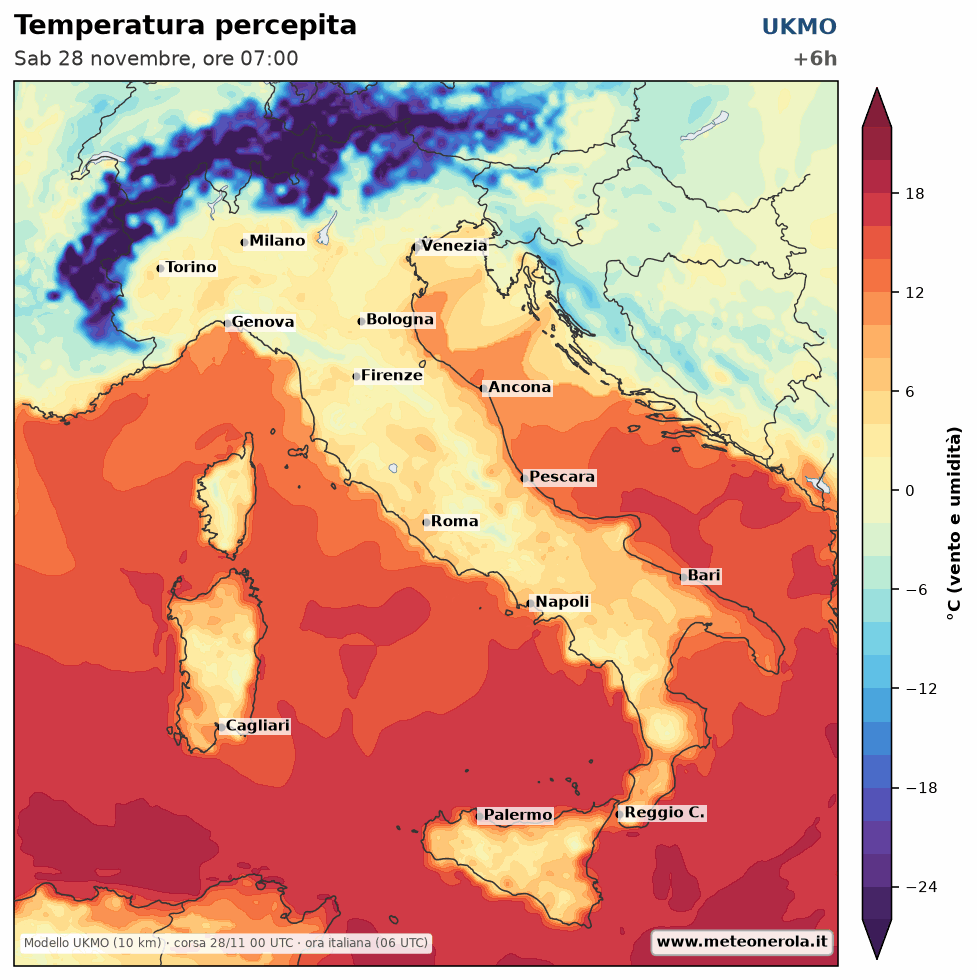 Temperatura percepita
UKMO
Sab 28 novembre, ore 07:00
+6h
Milano
Venezia
Torino
Genova
Bologna
Firenze
Ancona
Pescara
Roma
Bari
Napoli
Cagliari
Palermo
Reggio C.
18
12
6
0
−6
−12
−18
−24
°C (vento e umidità)
Modello UKMO (10 km) · corsa 28/11 00 UTC · ora italiana (06 UTC)
www.meteonerola.it